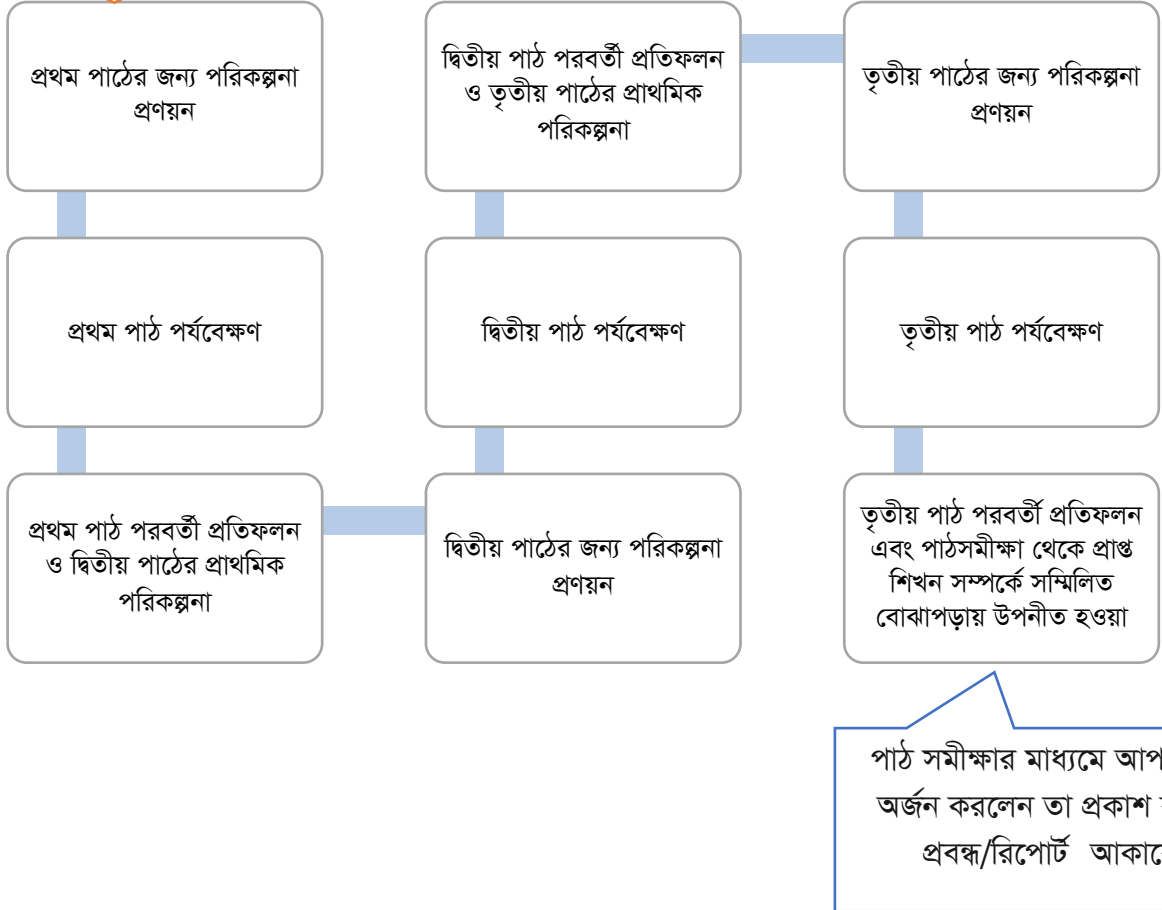 প্রথম পাঠের জন্য পরিকল্পনা
প্রণয়ন
প্রথম পাঠ পর্যবেক্ষণ
প্রথম পাঠ পরবর্তী প্রতিফলন
ও দ্বিতীয় পাঠের প্রাথমিক
পরিকল্পনা
দ্বিতীয় পাঠের জন্য পরিকল্পনা
প্রণয়ন
দ্বিতীয় পাঠ পর্যবেক্ষণ
দ্বিতীয় পাঠ পরবর্তী প্রতিফলন
ও তৃতীয় পাঠের প্রাথমিক
পরিকল্পনা
তৃতীয় পাঠের জন্য পরিকল্পনা
প্রণয়ন
তৃতীয় পাঠ পর্যবেক্ষণ
তৃতীয় পাঠ পরবর্তী প্রতিফলন
এবং পাঠসমীক্ষা থেকে প্রাপ্ত
শিখন সম্পর্কে সম্মিলিত
বোঝাপড়ায় উপনীত হওয়া
পাঠ সমীক্ষার মাধ্যমে
অর্জন করলেন তা প্রকাশ
প্রবন্ধ/রিপোর্ট